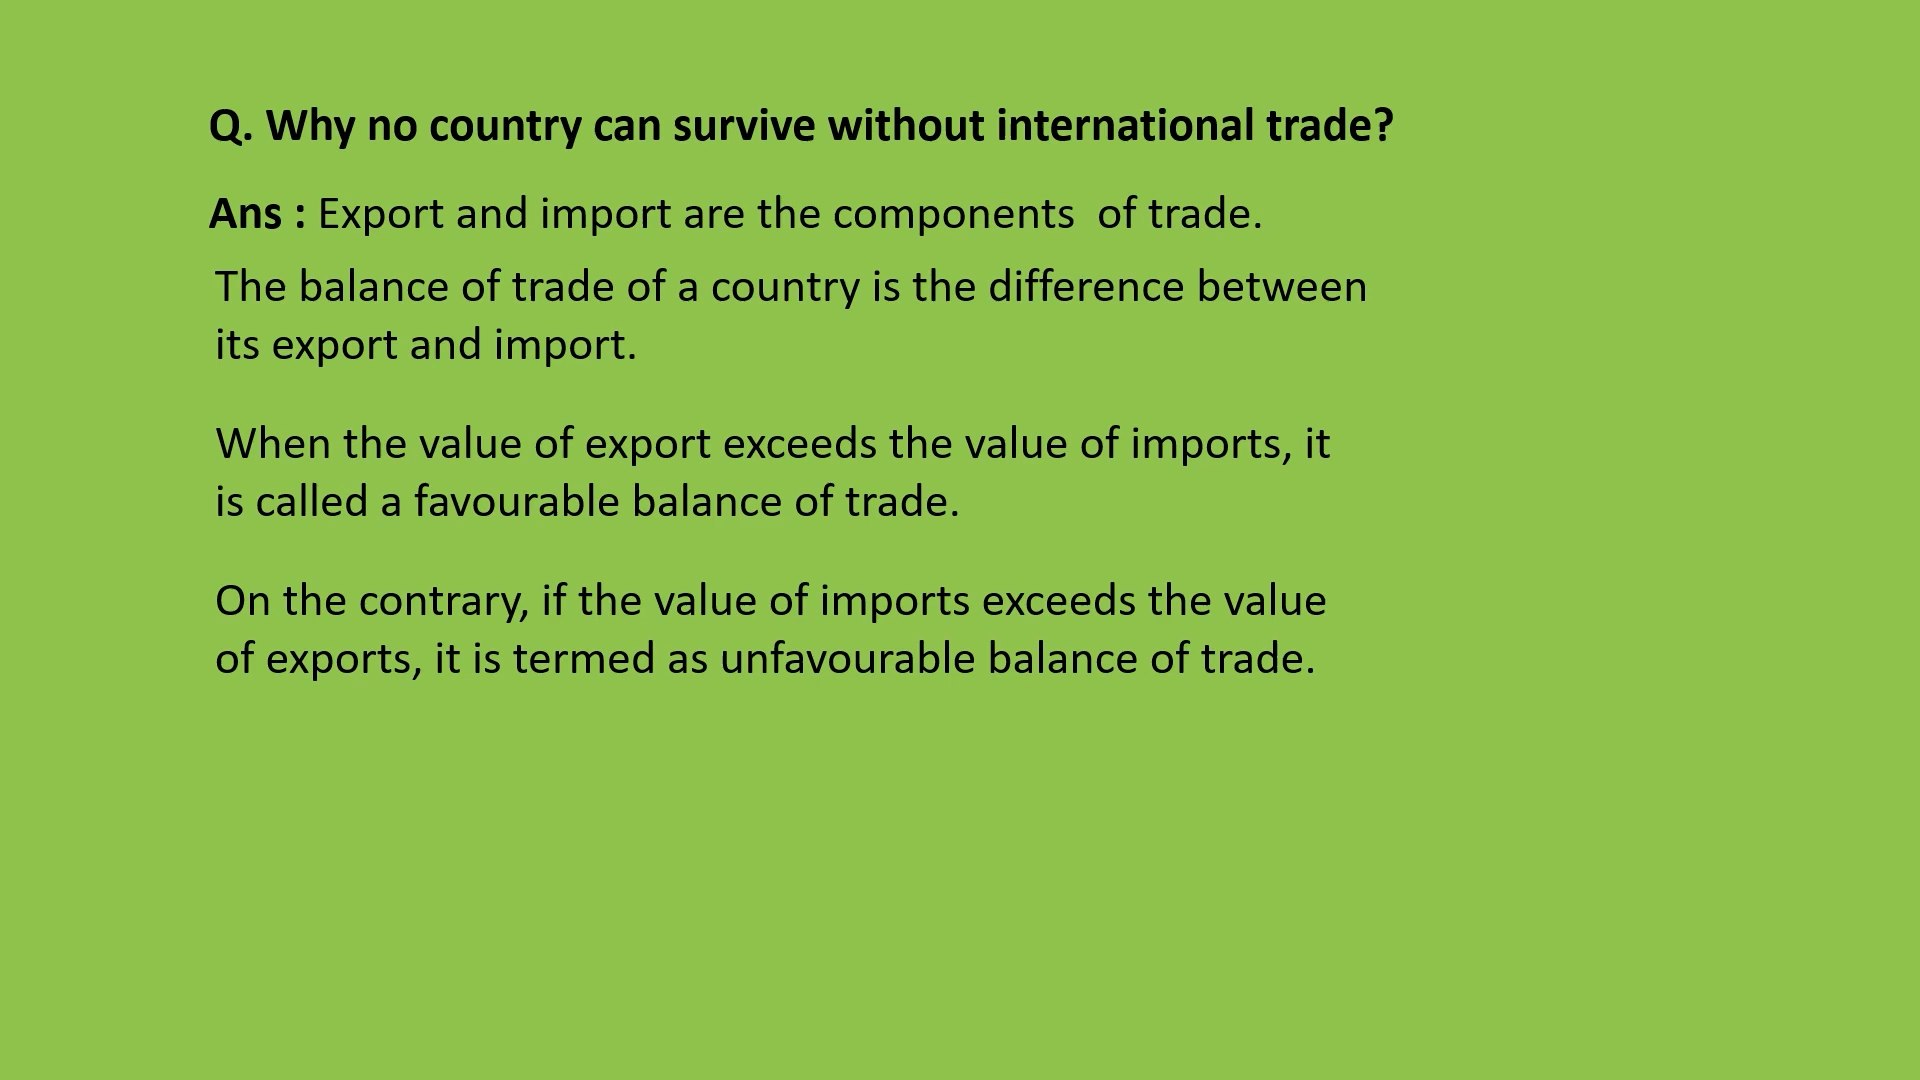 Q. Why no country can survive without international trade?
Ans : Export and import are the components  of trade.
The balance of trade of a country is the difference between
its export and import.
When the value of export exceeds the value of imports, it
is called a favourable balance of trade.
On the contrary, if the value of imports exceeds the value
of exports, it is termed as unfavourable balance of trade.